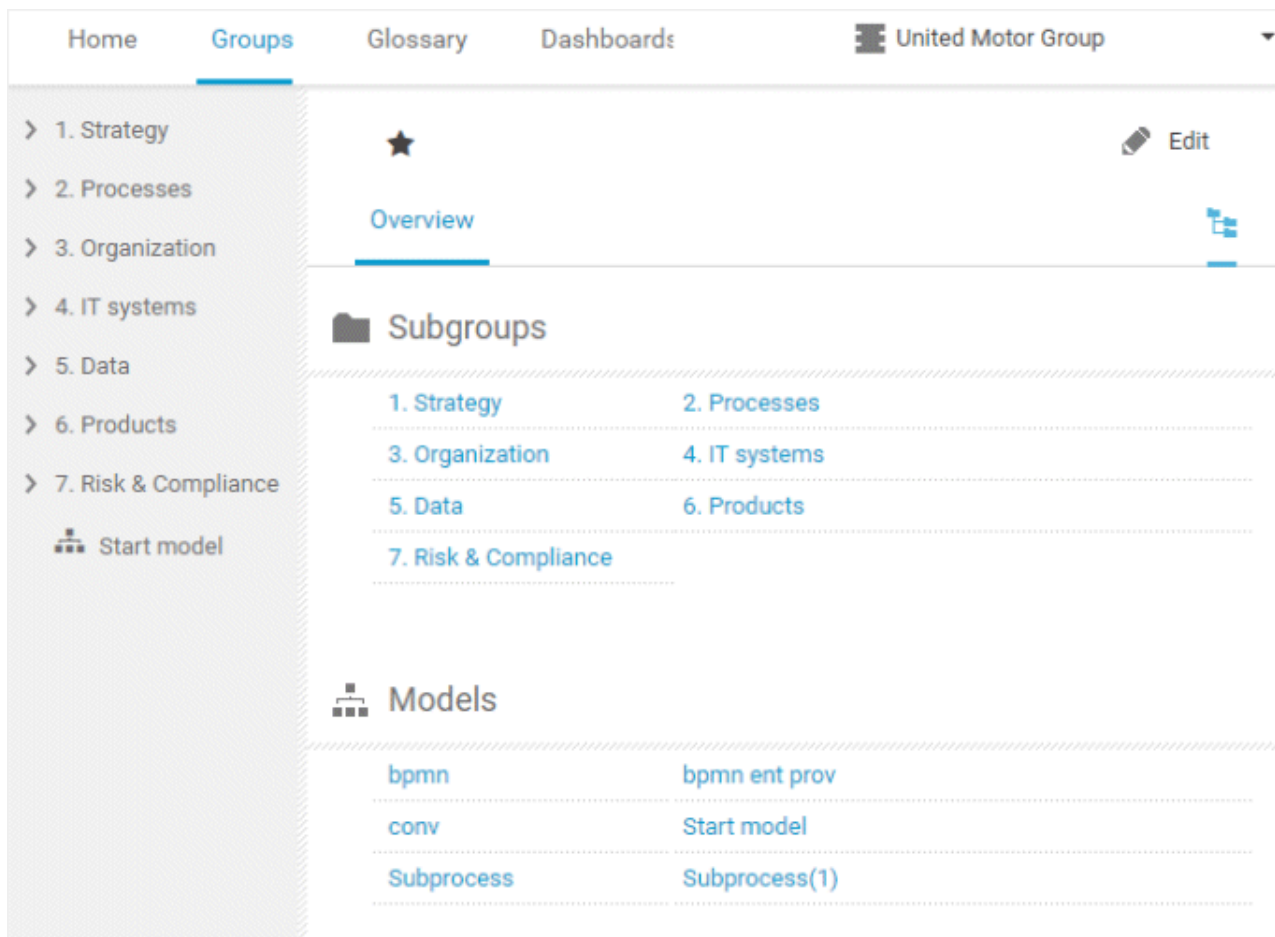 Home Groups Glossary Dashboards United Motor Group
1. Strategy
2. Processes
3. Organization
4. IT systems
5. Data
6. Products
7. Risk & Compliance
Start model
Edit
Overview
Subgroups
1. Strategy 2. Processes
3. Organization 4. IT systems
5. Data 6. Products
7. Risk & Compliance
Models
bpmn bpmn ent prov
conv Start model
Subprocess Subprocess(1)